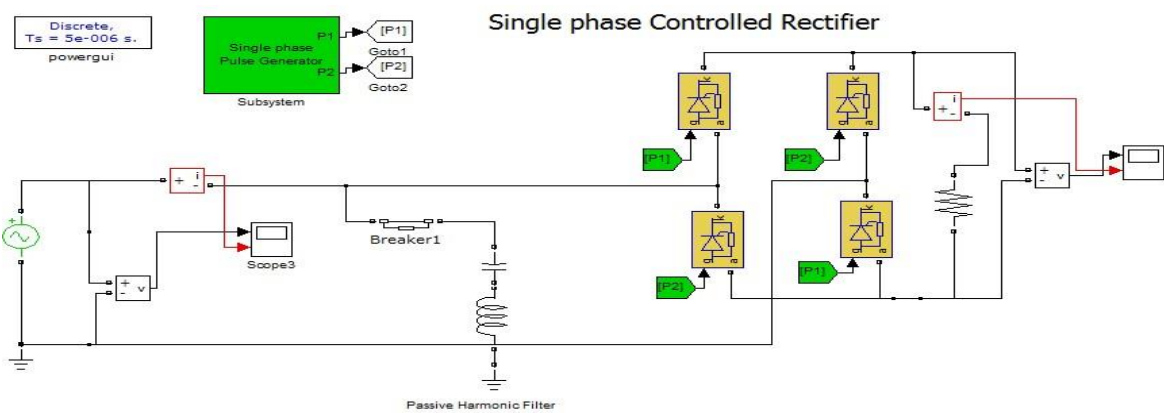 Single phase Controlled Rectifier
Discrete,
Ts = 5e-006 s.
powergui
Single phase
Pulse Generator
P1
P2
Subsystem
[P1]
Goto1
[P2]
Goto2
k
g
a
[P1]
k
g
a
[P2]
k
g
a
[P2]
k
g
a
[P1]
+
-
i
+
-
v
+
-
i
Scope3
+
-
v
+
Breaker1
Passive Harmonic Filter